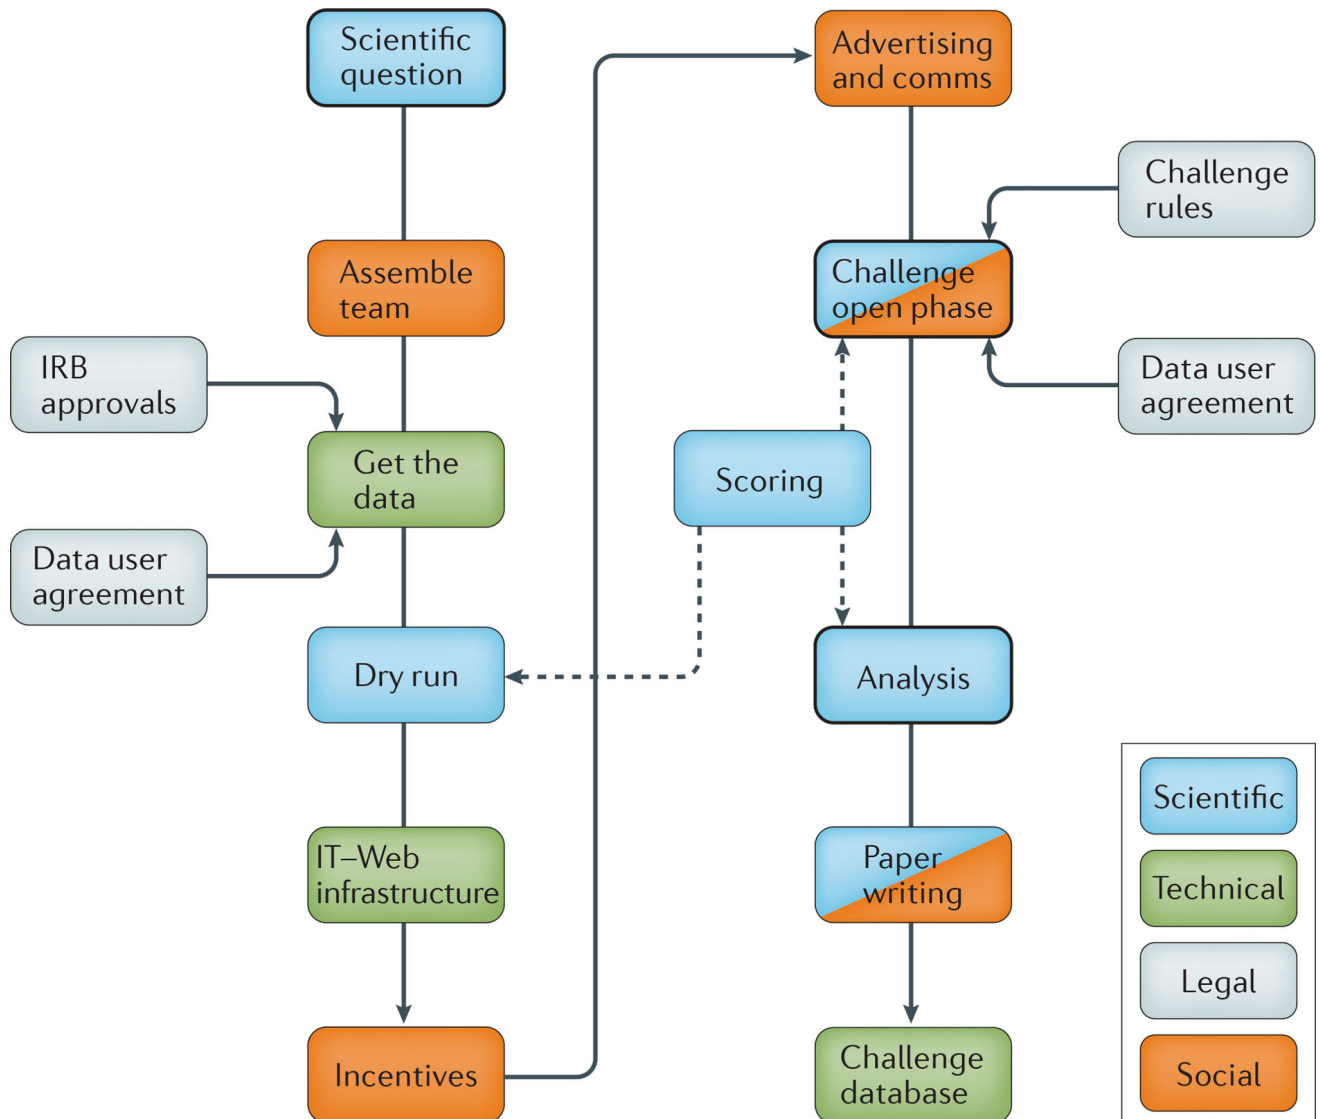 Scientific
question
Assemble
team
IRB
approvals
Get the
data
Data user
agreement
Dry run
IT–Web
infrastructure
Incentives
Advertising
and comms
Challenge
rules
Challenge
open phase
Data user
agreement
Scoring
Analysis
Paper
writing
Challenge
database
Scientific
Technical
Legal
Social